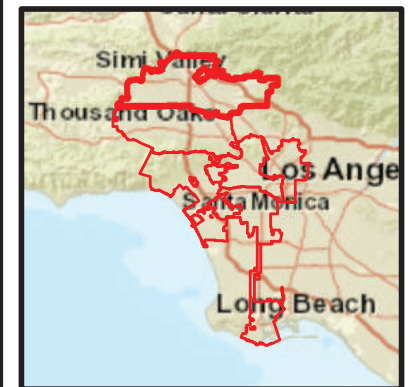 Simi Valley
Thousand Oaks
Los Ange
Santa Monica
Long Beach